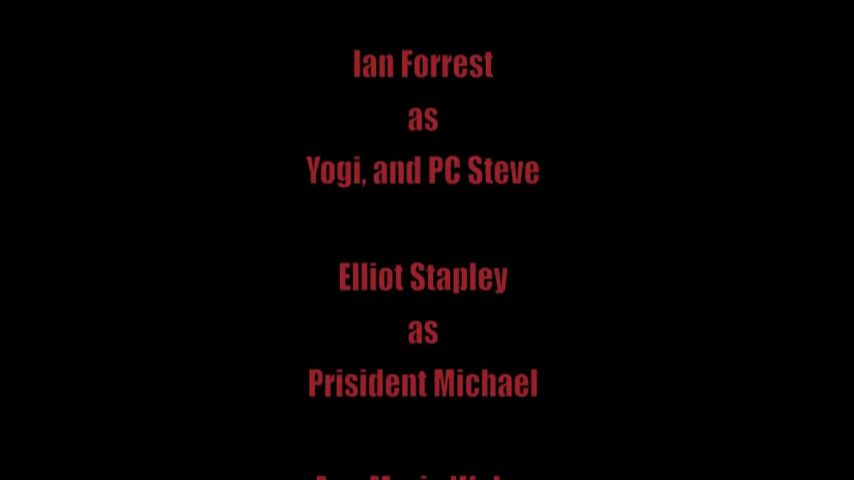 Ian Forrest
as
Yogi, and PC Steve
Elliot Stapley
as
Prisident Michael